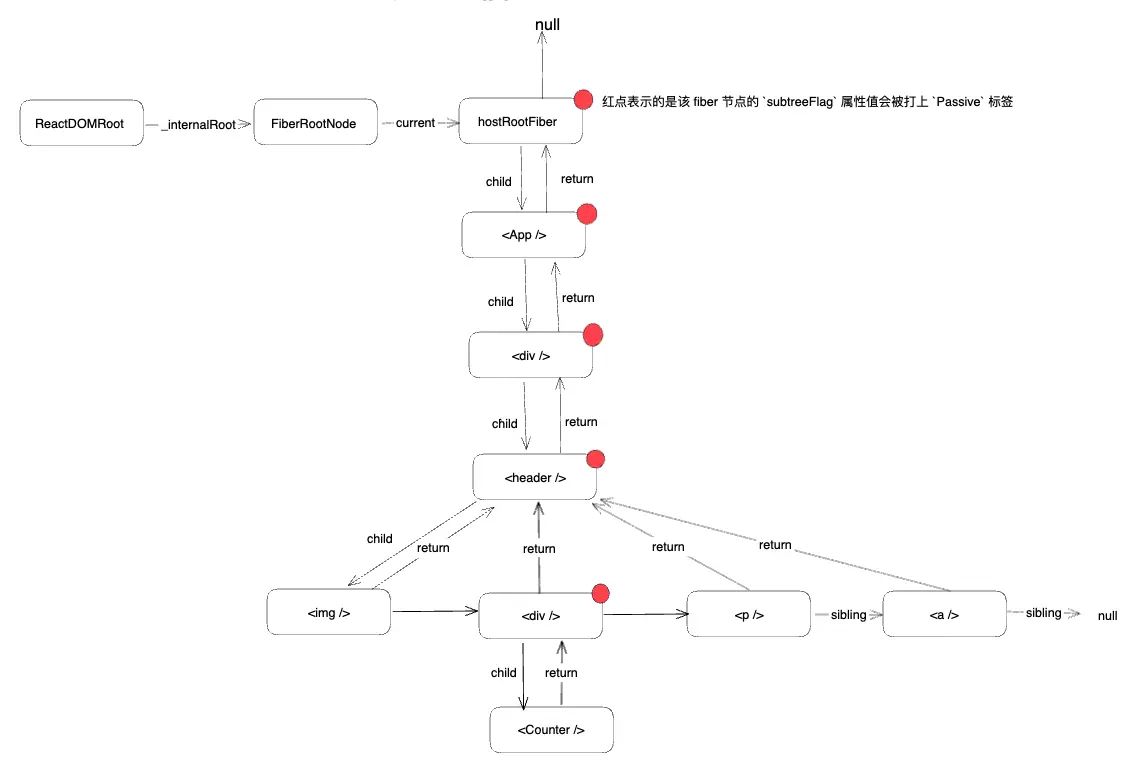 null
红点表示的是该 fiber 节点的 `subtreeFlag` 属性值会被打上 `Passive` 标签
ReactDOMRoot
_internalRoot
FiberRootNode
current
hostRootFiber
child
return
<App />
child
return
<div />
child
return
<header />
child
return
return
return
return
<img />
<div />
<p />
sibling
<a />
sibling
null
child
return
<Counter />